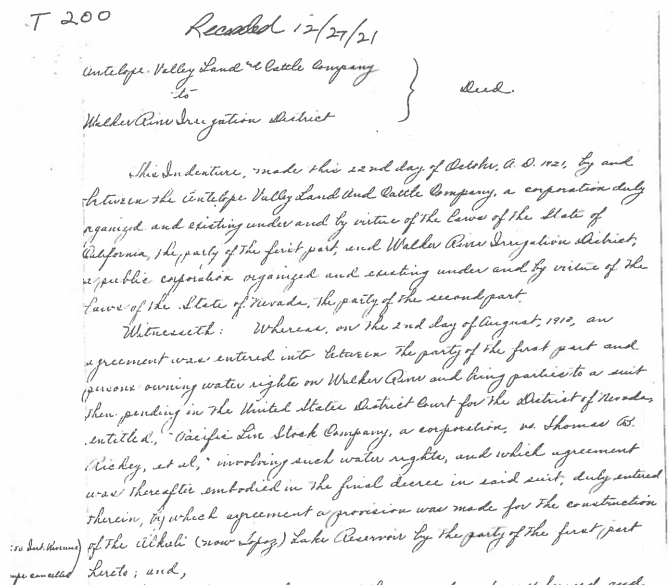 T 200
Recorded 12/27/21
Antelope Valley Land & Cattle Company
to
Deed.
Walker River Irrigation District
This Indenture, made this 22nd day of October, A. D. 1921, by and
between the Antelope Valley Land And Cattle Company, a corporation duly
rganized and existing under and by virtue of the Laws of the State of
California, the party of the first part, and Walker River Irrigation District,
a public corporation organized and existing under and by virtue of the
Laws of the State of Nevada, the party of the second part.
Witnesseth: Whereas, on the 2nd day of August, 1918, an
agreement was entered into between the party of the first part and
persons owning water rights on Walker River and being parties to a suit
then pending in the United States District Court for the District of Nevada,
entitled, "Pacific Live Stock Company, a corporation, vs. Thomas B.
Rickey, et al," involving such water rights, and which agreement
was thereafter embodied in the final decree in said suit, duly entered
therein, by which agreement a provision was made for the construction
of the Alkali (now Topaz) Lake Reservoir by the party of the first part
Int. Revenue)
cancelled
hereto; and,